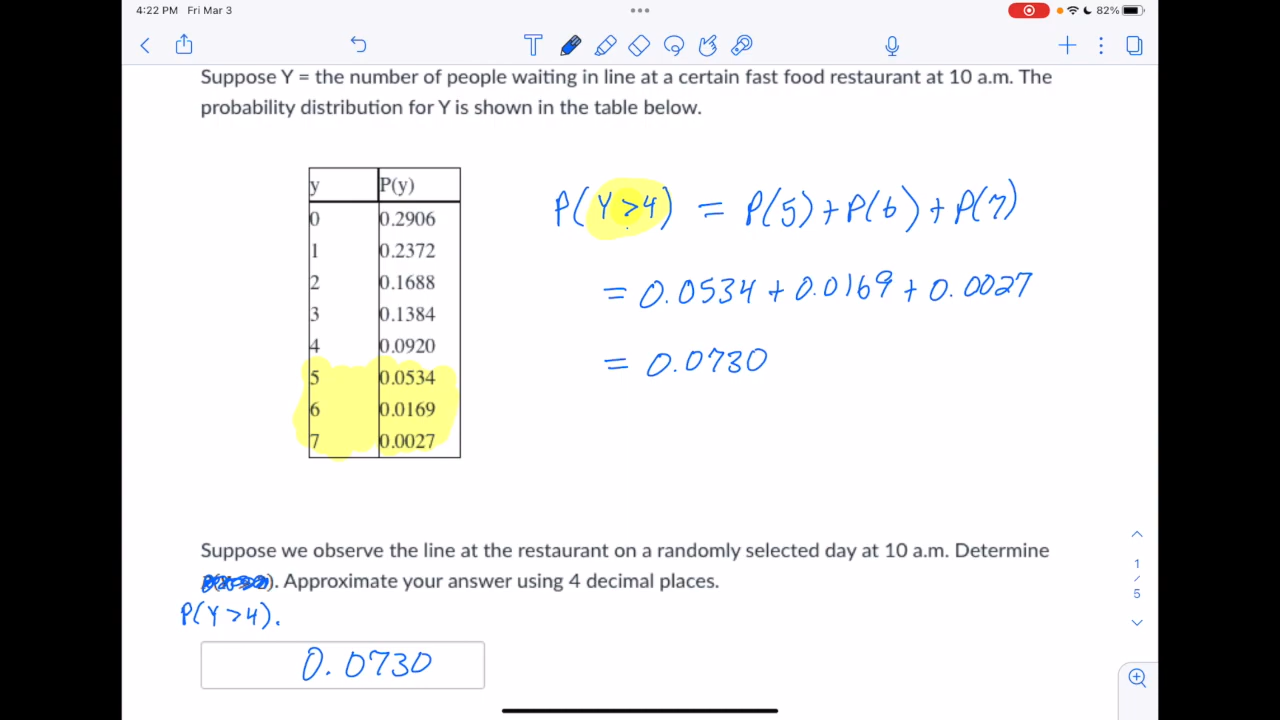 4:22 PM Fri Mar 3
82%
T
Suppose Y = the number of people waiting in line at a certain fast food restaurant at 10 a.m. The
probability distribution for Y is shown in the table below.
y P(y)
0 0.2906
1 0.2372
2 0.1688
3 0.1384
4 0.0920
5 0.0534
6 0.0169
7 0.0027
P(Y>4) = P(5)+P(6)+P(7)
= 0.0534 + 0.0169 + 0.0027
= 0.0730
Suppose we observe the line at the restaurant on a randomly selected day at 10 a.m. Determine
). Approximate your answer using 4 decimal places.
P(Y>4).
0.0730
1
/
5